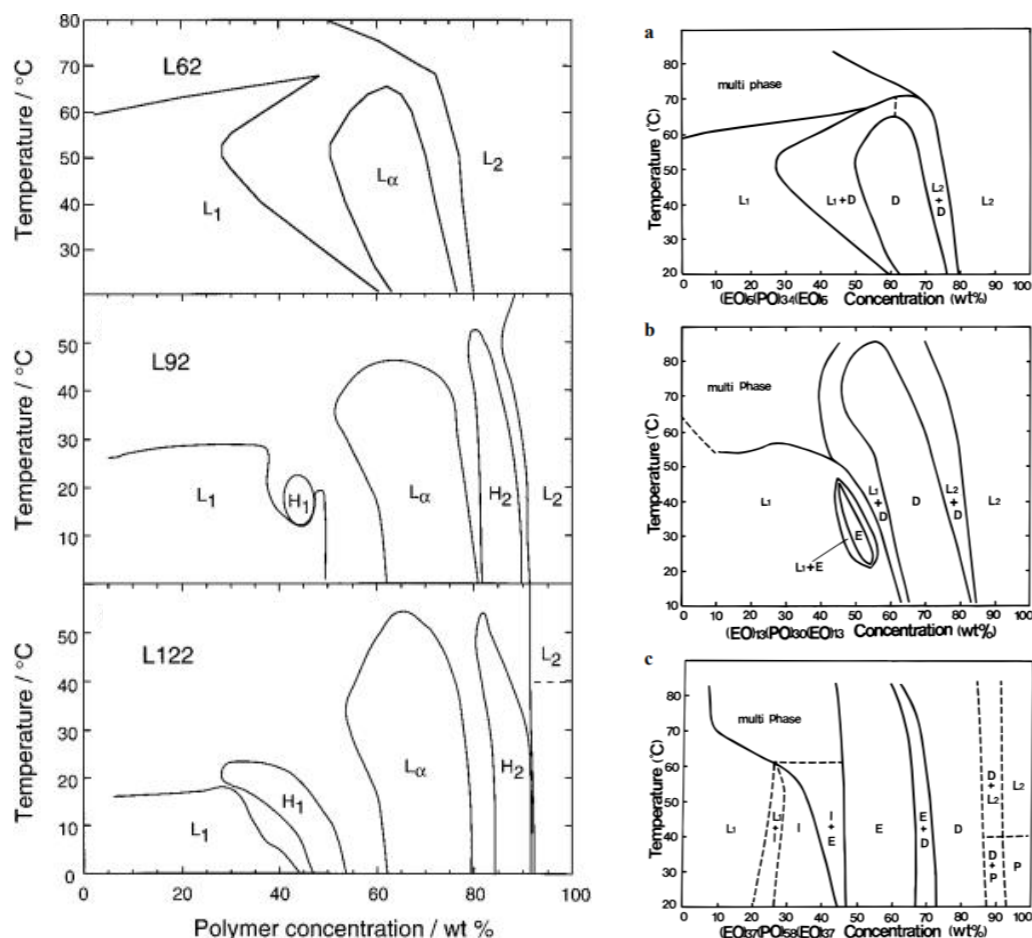 80
70
60
50
40
30
L62
L1
Lα
L2
Temperature / °C
50
40
30
20
10
L92
L1
H1
Lα
H2
L2
Temperature / °C
50
40
30
20
10
0
L122
L1
H1
Lα
H2
L2
Temperature / °C
0 20 40 60 80 100
Polymer concentration / wt %
a
80
70
60
50
40
30
20
Temperature (°C)
multi phase
L1
L1+D
D
L2
+
D
L2
0 10 20 30 40 50 60 70 80 90 100
(EO)6(PO)34(EO)6 Concentration (wt%)
b
80
70
60
50
40
30
20
10
Temperature (°C)
multi Phase
L1
L1+E
E
L1
+
D
D
L2
+
D
L2
0 10 20 30 40 50 60 70 80 90 100
(EO)13(PO)30(EO)13 Concentration (wt%)
c
80
70
60
50
40
30
20
Temperature (°C)
multi Phase
L1
L1
+
I
I
I
+
E
E
E
+
D
D
D
+
L2
L2
D
+
P
P
0 10 20 30 40 50 60 70 80 90 100
(EO)37(PO)58(EO)37 Concentration (wt%)